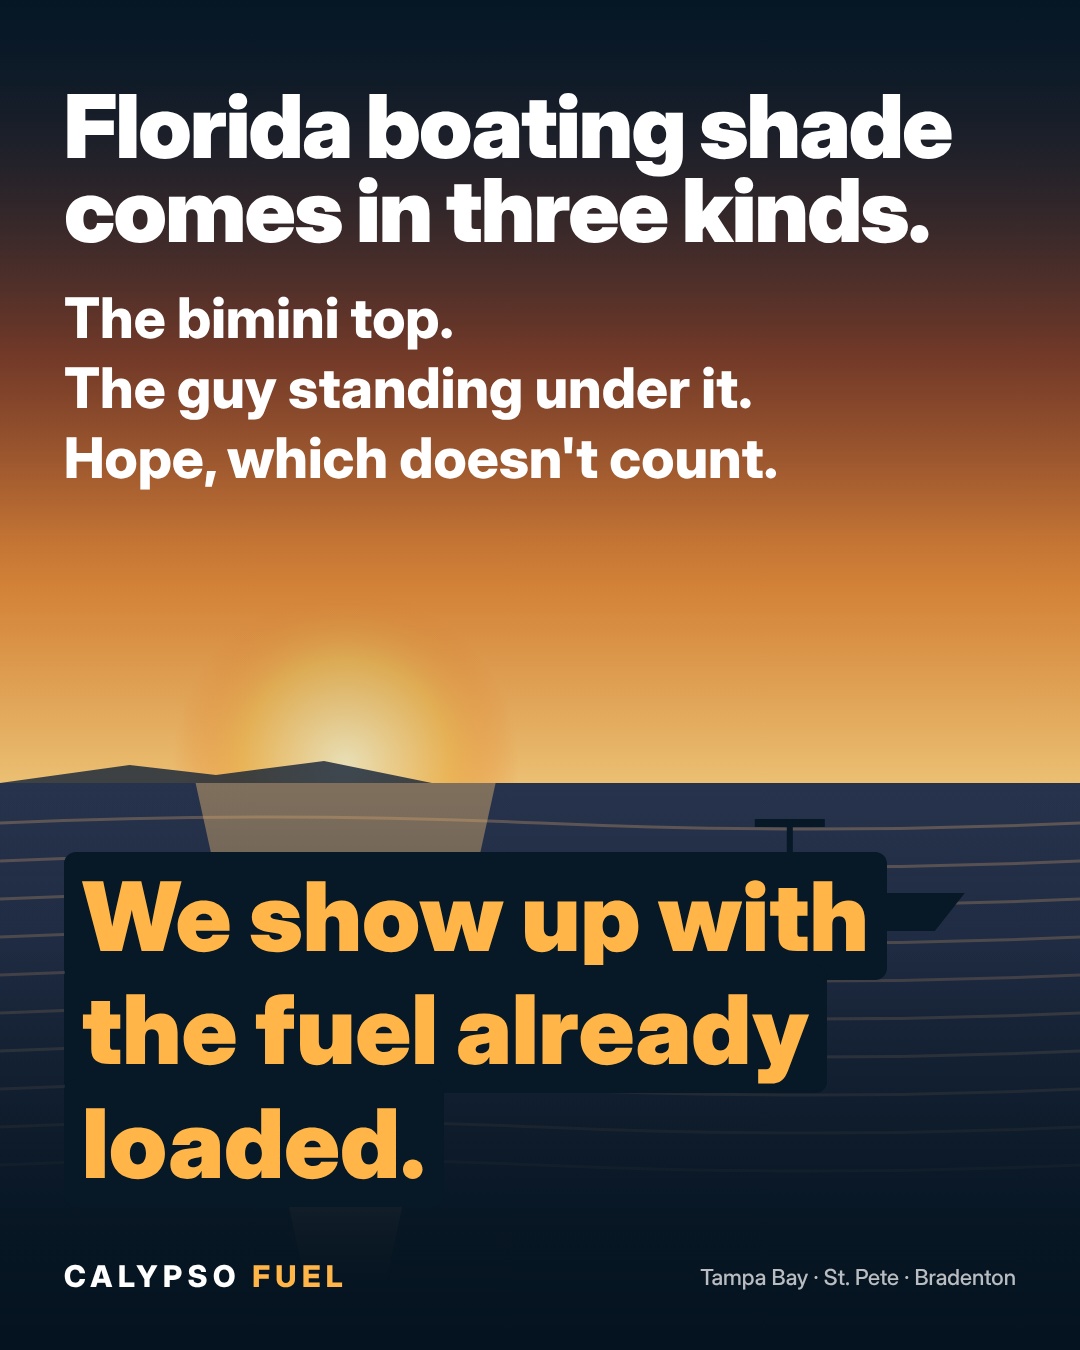 Florida boating shade
comes in three kinds.
The bimini top.
The guy standing under it.
Hope, which doesn't count.
We show up with
the fuel already
loaded.
CALYPSO FUEL
Tampa Bay · St. Pete · Bradenton